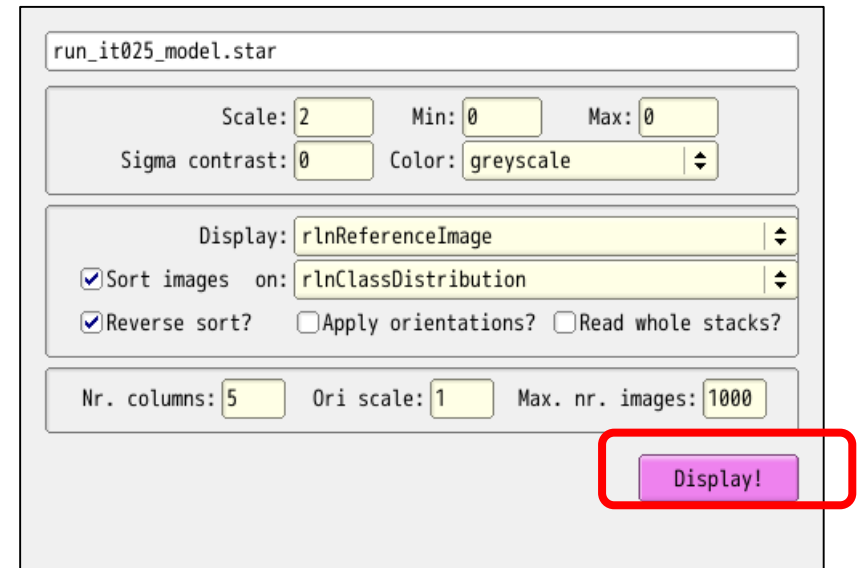 run_it025_model.star
Scale: 2 Min: 0 Max: 0
Sigma contrast: 0 Color: greyscale
Display: rlnReferenceImage
Sort images on: rlnClassDistribution
Reverse sort? Apply orientations? Read whole stacks?
Nr. columns: 5 Ori scale: 1 Max. nr. images: 1000
Display!